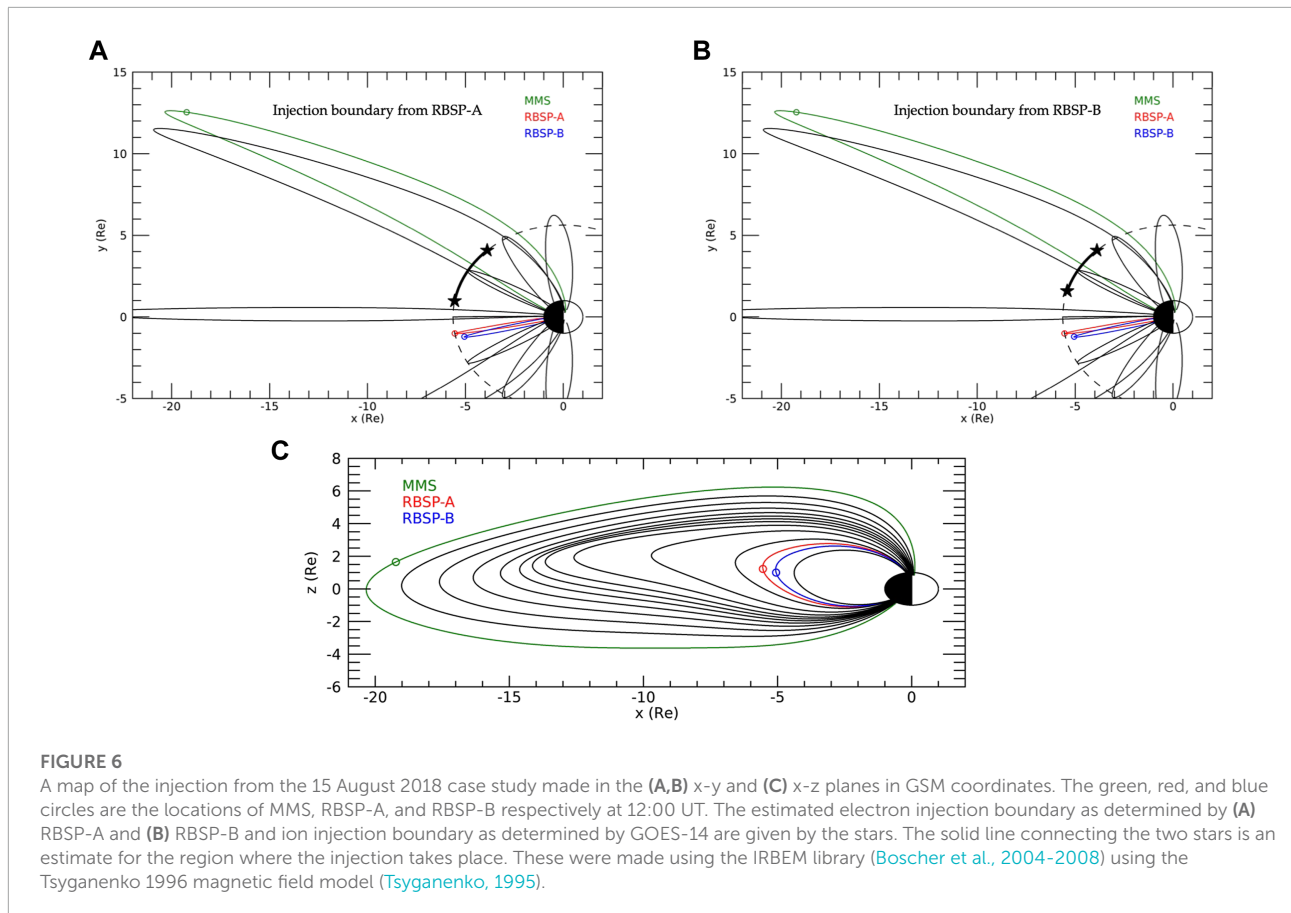 A
15
10
5
0
-5
y (Re)
-20
-15
-10
-5
0
x (Re)
Injection boundary from RBSP-A
MMS
RBSP-A
RBSP-B
B
15
10
5
0
-5
y (Re)
-20
-15
-10
-5
0
x (Re)
Injection boundary from RBSP-B
MMS
RBSP-A
RBSP-B
C
8
6
4
2
0
-2
-4
-6
z (Re)
-20
-15
-10
-5
0
x (Re)
MMS
RBSP-A
RBSP-B
FIGURE 6
A map of the injection from the 15 August 2018 case study made in the (A,B) x-y and (C) x-z planes in GSM coordinates. The green, red, and blue
circles are the locations of MMS, RBSP-A, and RBSP-B respectively at 12:00 UT. The estimated electron injection boundary as determined by (A)
RBSP-A and (B) RBSP-B and ion injection boundary as determined by GOES-14 are given by the stars. The solid line connecting the two stars is an
estimate for the region where the injection takes place. These were made using the IRBEM library (Boscher et al., 2004-2008) using the
Tsyganenko 1996 magnetic field model (Tsyganenko, 1995).